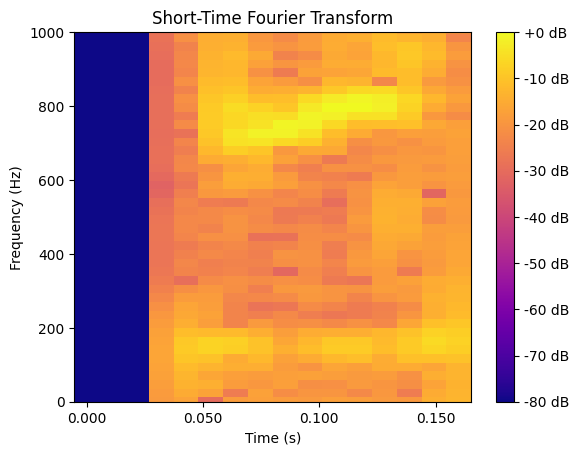 Short-Time Fourier Transform
1000
800
600
400
200
0
Frequency (Hz)
0.000
0.050
0.100
0.150
Time (s)
+0 dB
-10 dB
-20 dB
-30 dB
-40 dB
-50 dB
-60 dB
-70 dB
-80 dB